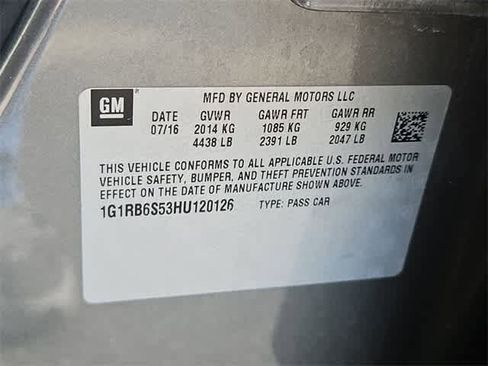 GM
MFD BY GENERAL MOTORS LLC
DATE GVWR GAWR FRT GAWR RR
07/16 2014 KG 1085 KG 929 KG
4438 LB 2391 LB 2047 LB
THIS VEHICLE CONFORMS TO ALL APPLICABLE U.S. FEDERAL MOTOR
VEHICLE SAFETY, BUMPER, AND THEFT PREVENTION STANDARDS IN
EFFECT ON THE DATE OF MANUFACTURE SHOWN ABOVE.
1G1RB6S53HU120126 TYPE: PASS CAR